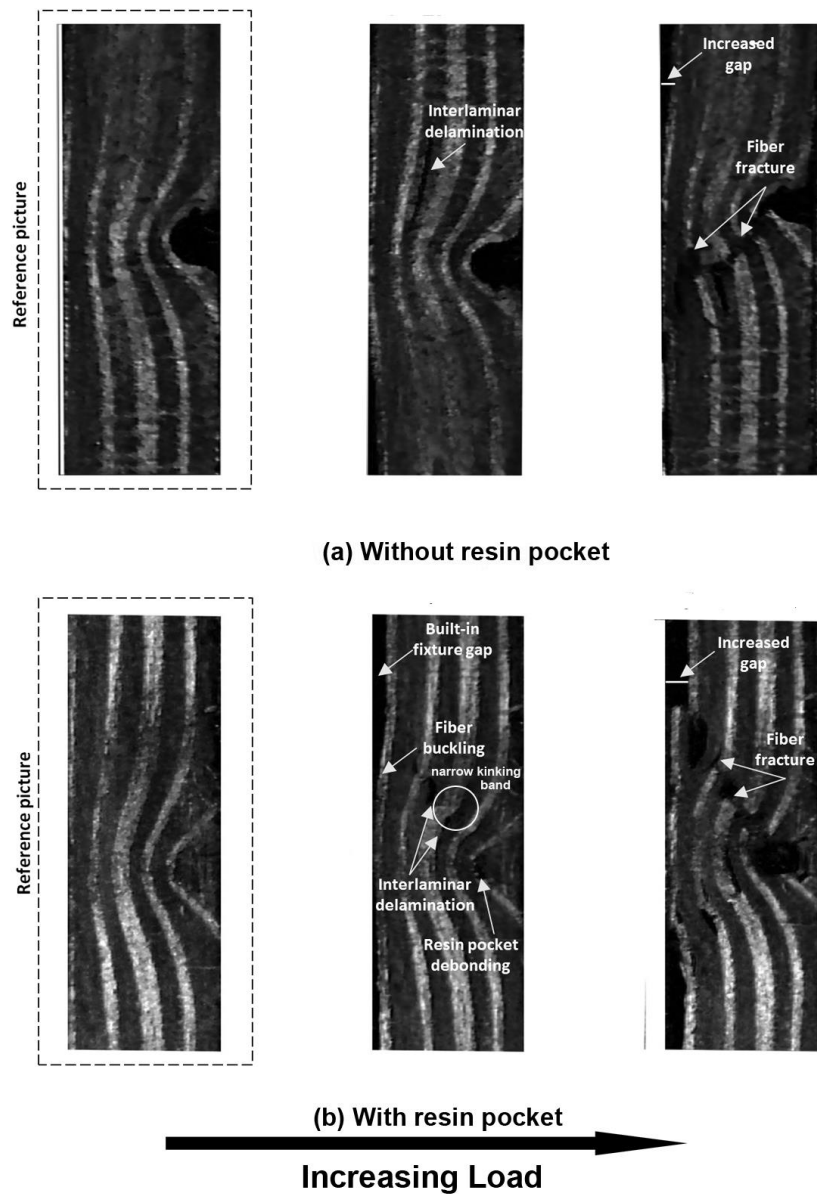 Reference picture
Interlaminar
delamination
Increased
gap
Fiber
fracture
(a) Without resin pocket
Reference picture
Built-in
fixture gap
Fiber
buckling
narrow kinking
band
Interlaminar
delamination
Resin pocket
debonding
Increased
gap
Fiber
fracture
(b) With resin pocket
Increasing Load